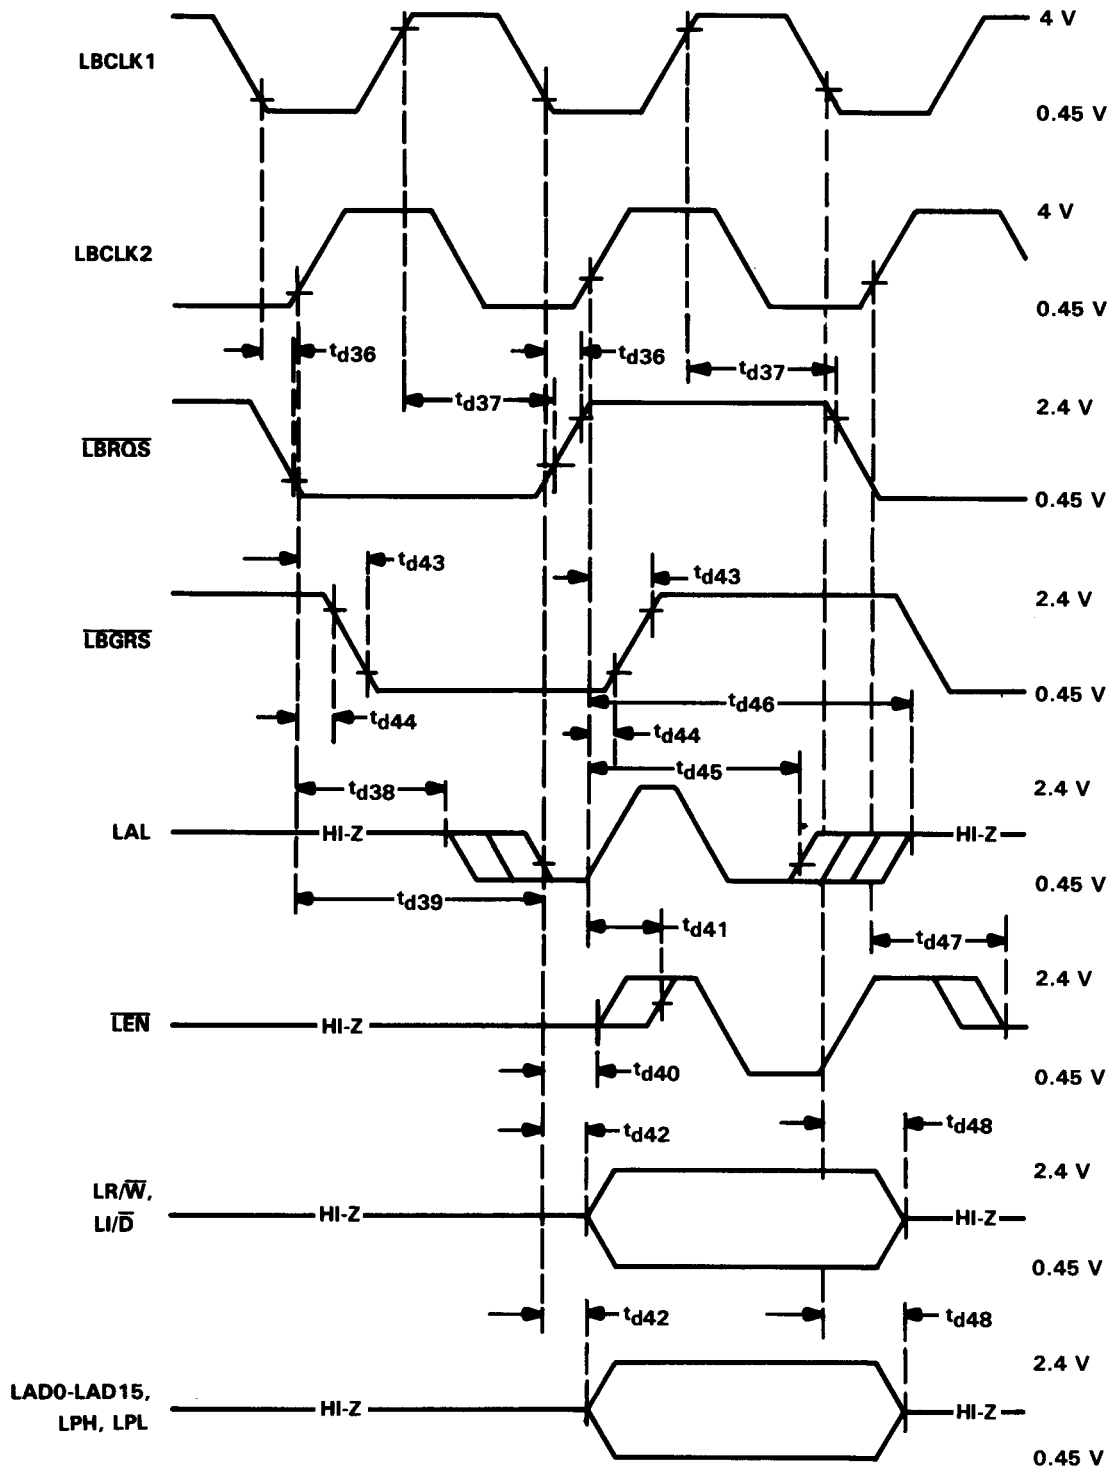 LBCLK1
4 V
0.45 V
LBCLK2
4 V
0.45 V
td36
td36
td37
td37
LBRQS
2.4 V
0.45 V
td43
td43
LBGRS
2.4 V
0.45 V
td46
td44
td44
td45
td38
2.4 V
LAL
HI-Z
HI-Z
0.45 V
td39
td41
td47
2.4 V
LEN
HI-Z
td40
0.45 V
td42
td48
2.4 V
LR/W,
LI/D
HI-Z
HI-Z
0.45 V
td42
td48
2.4 V
LAD0-LAD15,
LPH, LPL
HI-Z
HI-Z
0.45 V